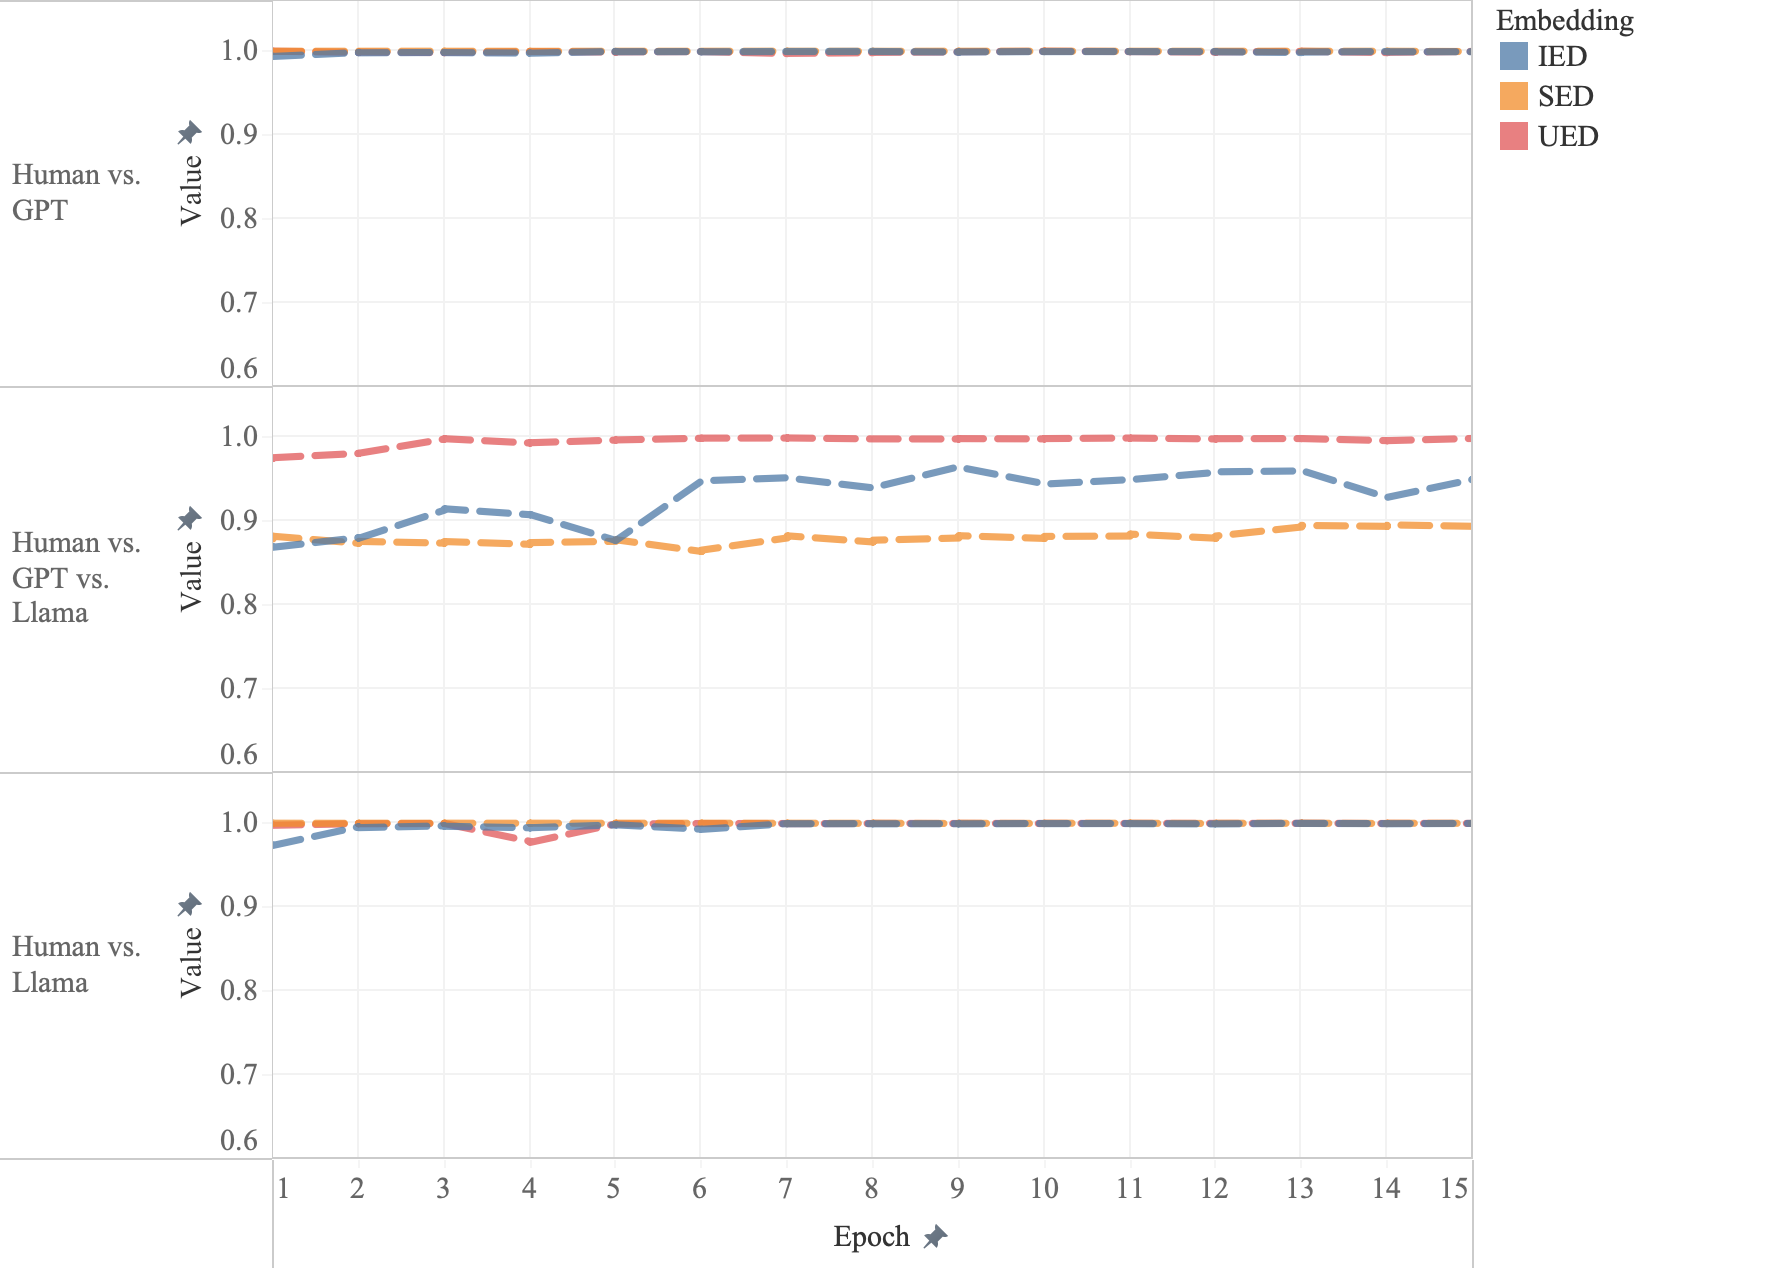 Embedding
IED
SED
UED
Human vs.
GPT
Value
1.0
0.9
0.8
0.7
0.6
Human vs.
GPT vs.
Llama
Value
1.0
0.9
0.8
0.7
0.6
Human vs.
Llama
Value
1.0
0.9
0.8
0.7
0.6
1 2 3 4 5 6 7 8 9 10 11 12 13 14 15
Epoch